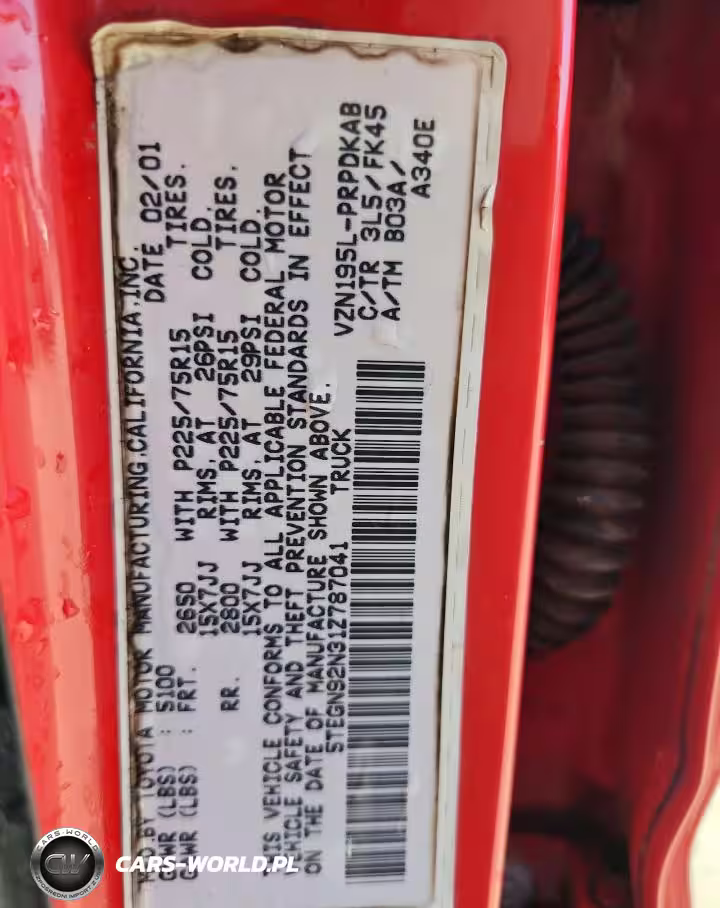 MFD.BY TOYOTA MOTOR MANUFACTURING,CALIFORNIA,INC.
GVWR (LBS) : 5100 DATE 02/01
GAWR (LBS) : FRT. 2650 WITH P225/75R15 TIRES.
15X7JJ RIMS, AT 26PSI COLD.
RR. 2800 WITH P225/75R15 TIRES.
15X7JJ RIMS, AT 29PSI COLD.
THIS VEHICLE CONFORMS TO ALL APPLICABLE FEDERAL MOTOR
VEHICLE SAFETY AND THEFT PREVENTION STANDARDS IN EFFECT
ON THE DATE OF MANUFACTURE SHOWN ABOVE.
5TEGN92N31Z787041 TRUCK
VZN195L-PRPDKAB
C/TR 3L5/FK45
A/TM B03A/
A340E
CARS-WORLD
CW
CARS-WORLD.PL